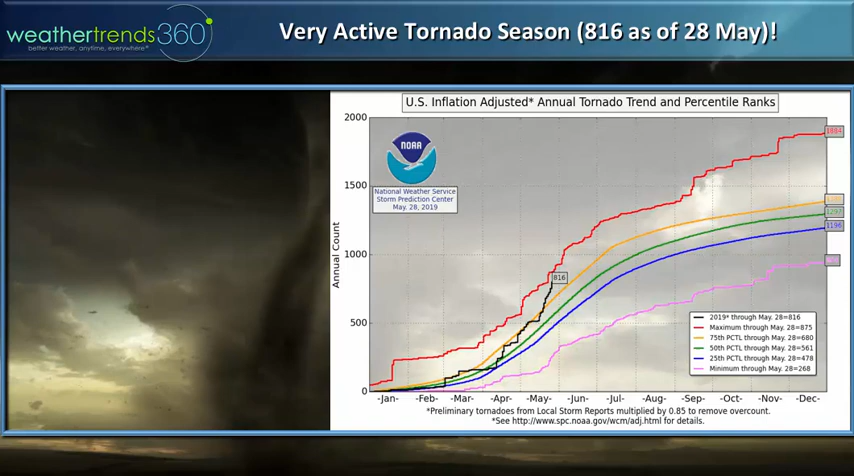 weathertrends360°
better weather, anytime, everywhere*
Very Active Tornado Season (816 as of 28 May)!
U.S. Inflation Adjusted* Annual Tornado Trend and Percentile Ranks
Annual Count
2000
1500
1000
500
0
NOAA
National Weather Service
Storm Prediction Center
May. 28, 2019
816
1884
1297
1196
2019* through May. 28=816
Maximum through May. 28=875
75th PCTL through May. 28=680
50th PCTL through May. 28=561
25th PCTL through May. 28=478
Minimum through May. 28=268
-Jan- -Feb- -Mar- -Apr- -May- -Jun- -Jul- -Aug- -Sep- -Oct- -Nov- -Dec-
*Preliminary tornadoes from Local Storm Reports multiplied by 0.85 to remove overcount.
*See http://www.spc.noaa.gov/wcm/adj.html for details.